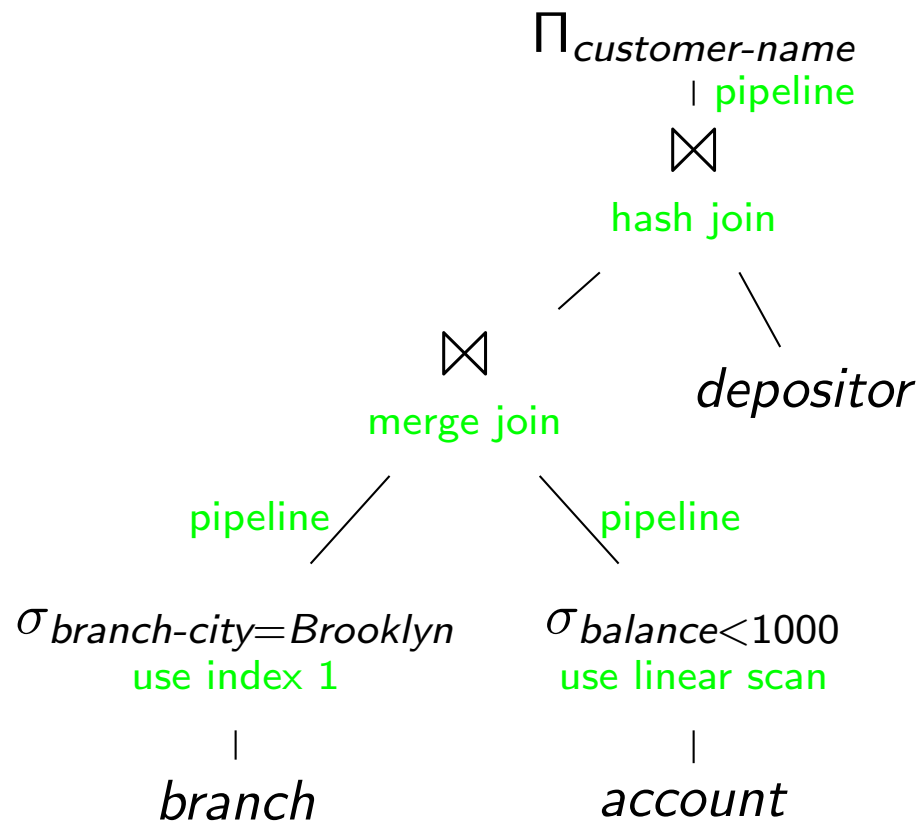 Π customer-name
pipeline
⋈
hash join
⋈
depositor
merge join
pipeline pipeline
σ branch-city=Brooklyn σ balance<1000
use index 1 use linear scan
branch account